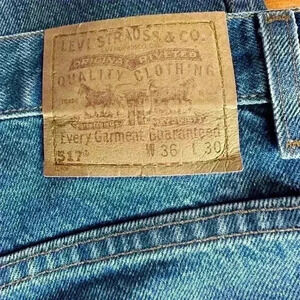 LEVI STRAUSS & CO.
ORIGINAL RIVETED
QUALITY CLOTHING
Every Garment Guaranteed
517 W 36 L 30